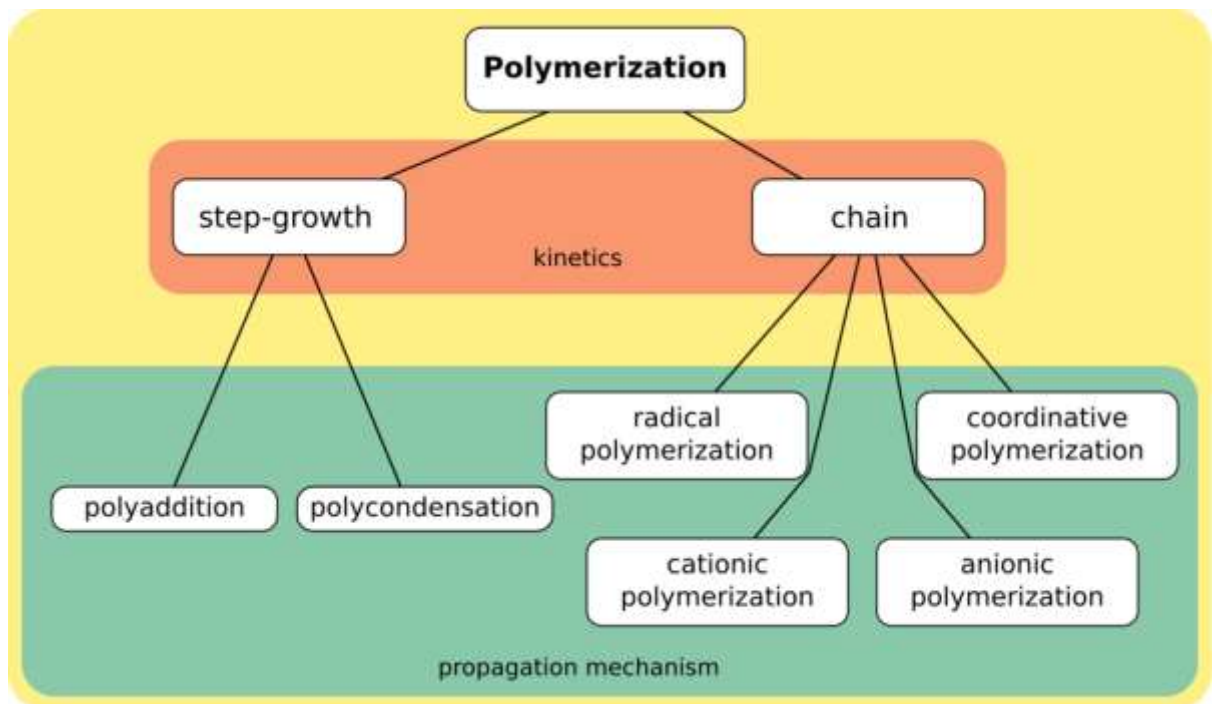 Polymerization
step-growth
chain
kinetics
radical
polymerization
coordinative
polymerization
polyaddition
polycondensation
cationic
polymerization
anionic
polymerization
propagation mechanism